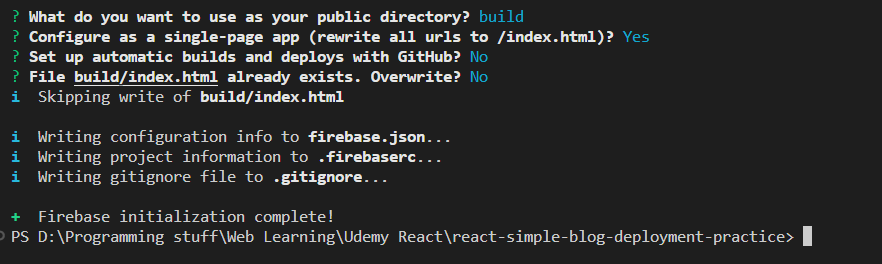 ? What do you want to use as your public directory? build
? Configure as a single-page app (rewrite all urls to /index.html)? Yes
? Set up automatic builds and deploys with GitHub? No
? File build/index.html already exists. Overwrite? No
i  Skipping write of build/index.html
i  Writing configuration info to firebase.json...
i  Writing project information to .firebaserc...
i  Writing gitignore file to .gitignore...
+  Firebase initialization complete!
PS D:\Programming stuff\Web Learning\Udemy React\react-simple-blog-deployment-practice>